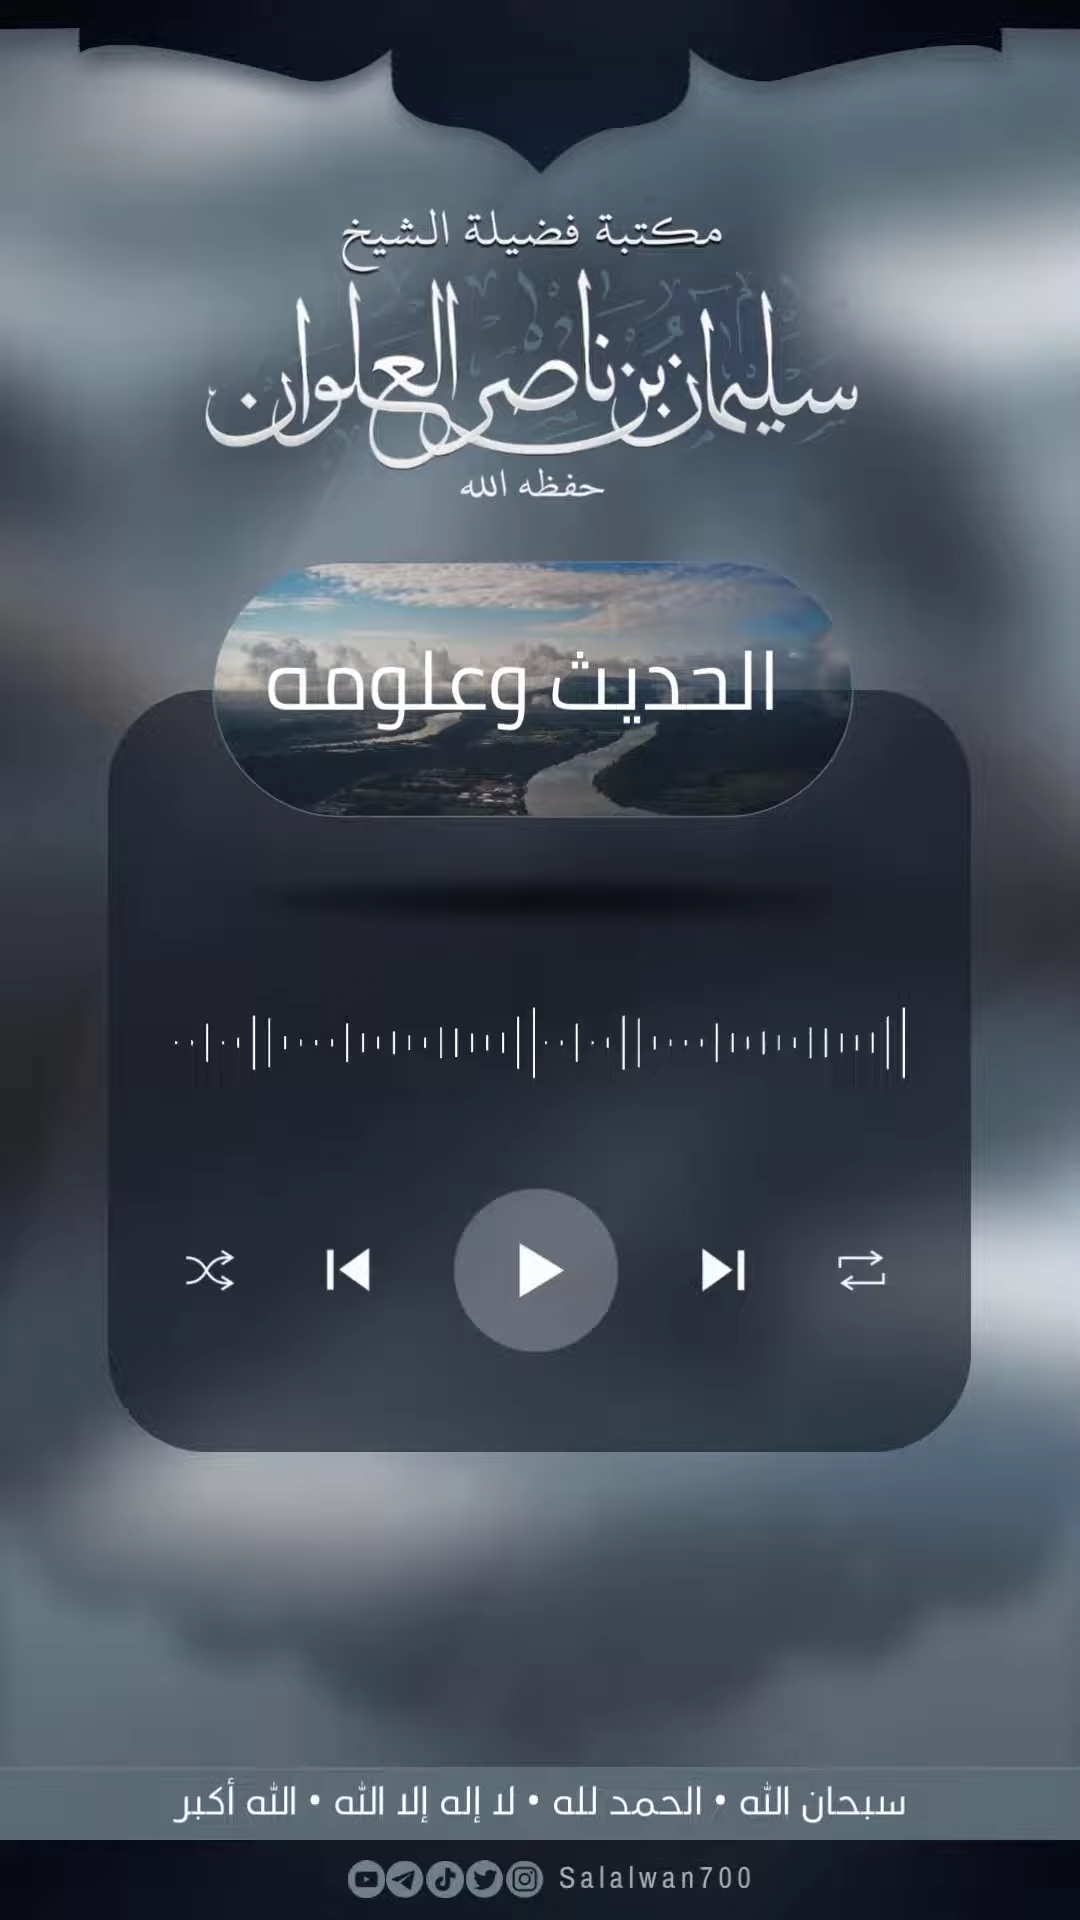 مكتبة فضيلة الشيخ
سليمان بن ناصر العلوان
حفظه الله
الحديث وعلومه
سبحان الله • الحمد لله • لا إله إلا الله • الله أكبر
Salalwan700